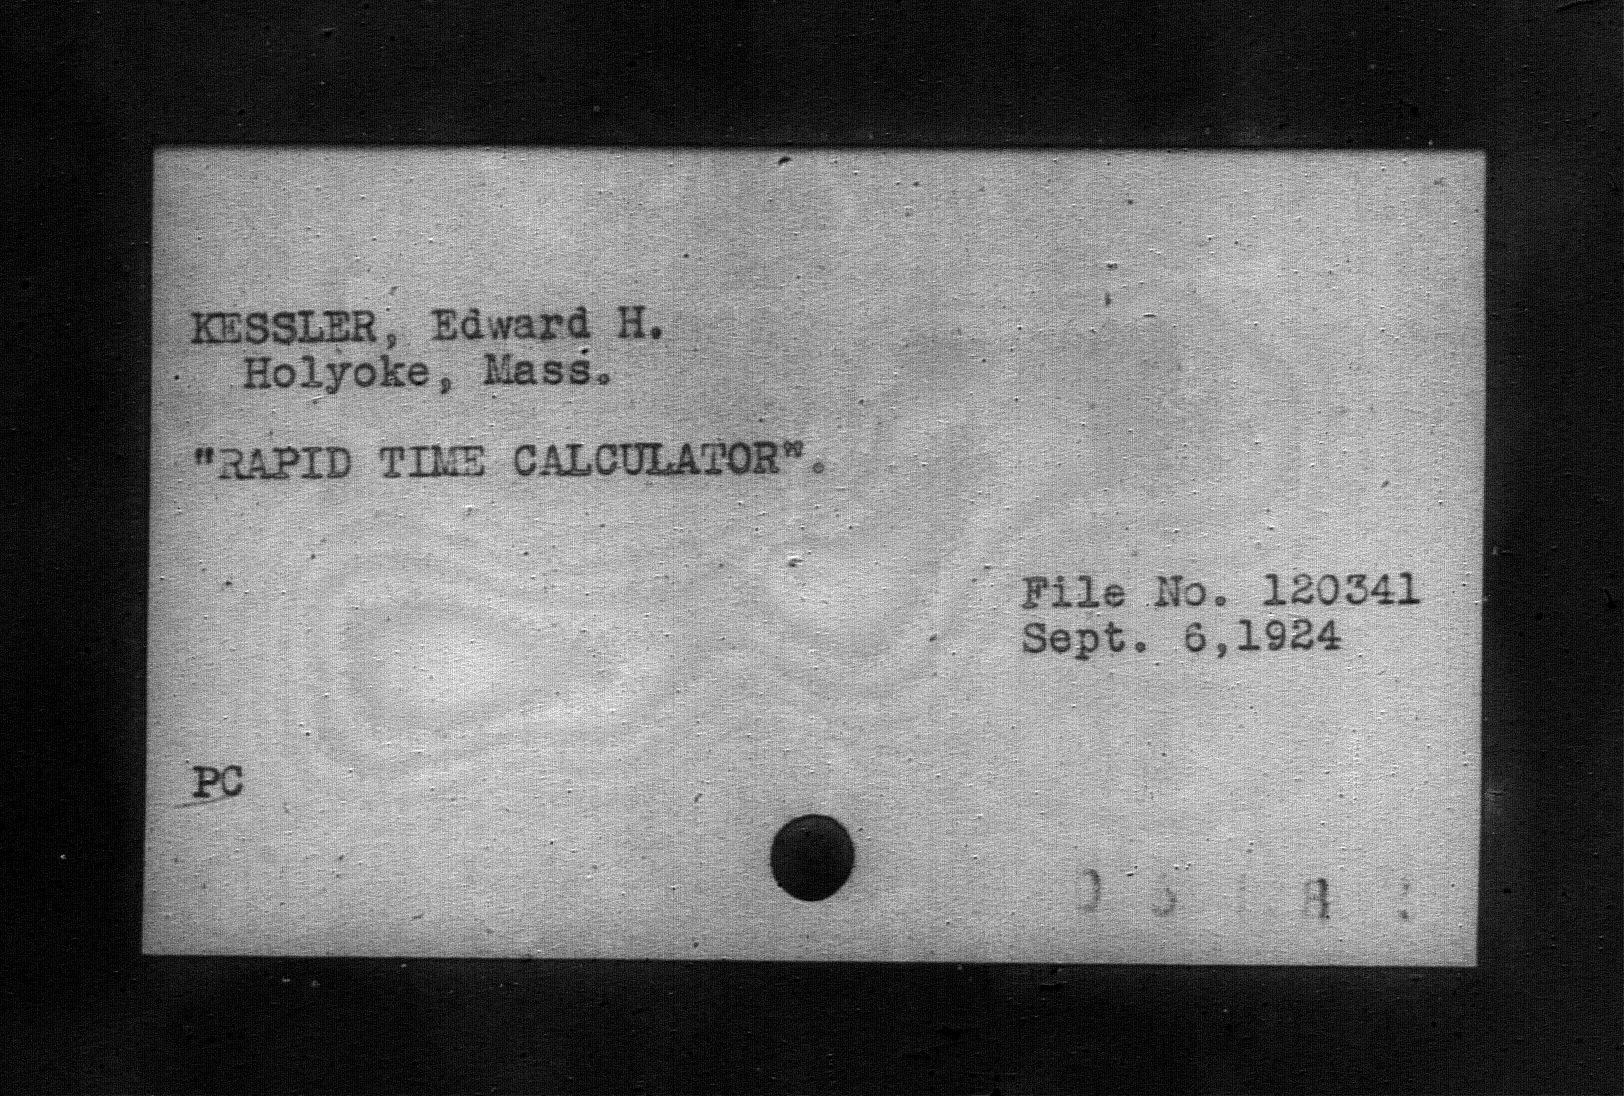 KESSLER, Edward H.
Holyoke, Mass.
"RAPID TIME CALCULATOR".
File No. 120341
Sept. 6,1924
PC